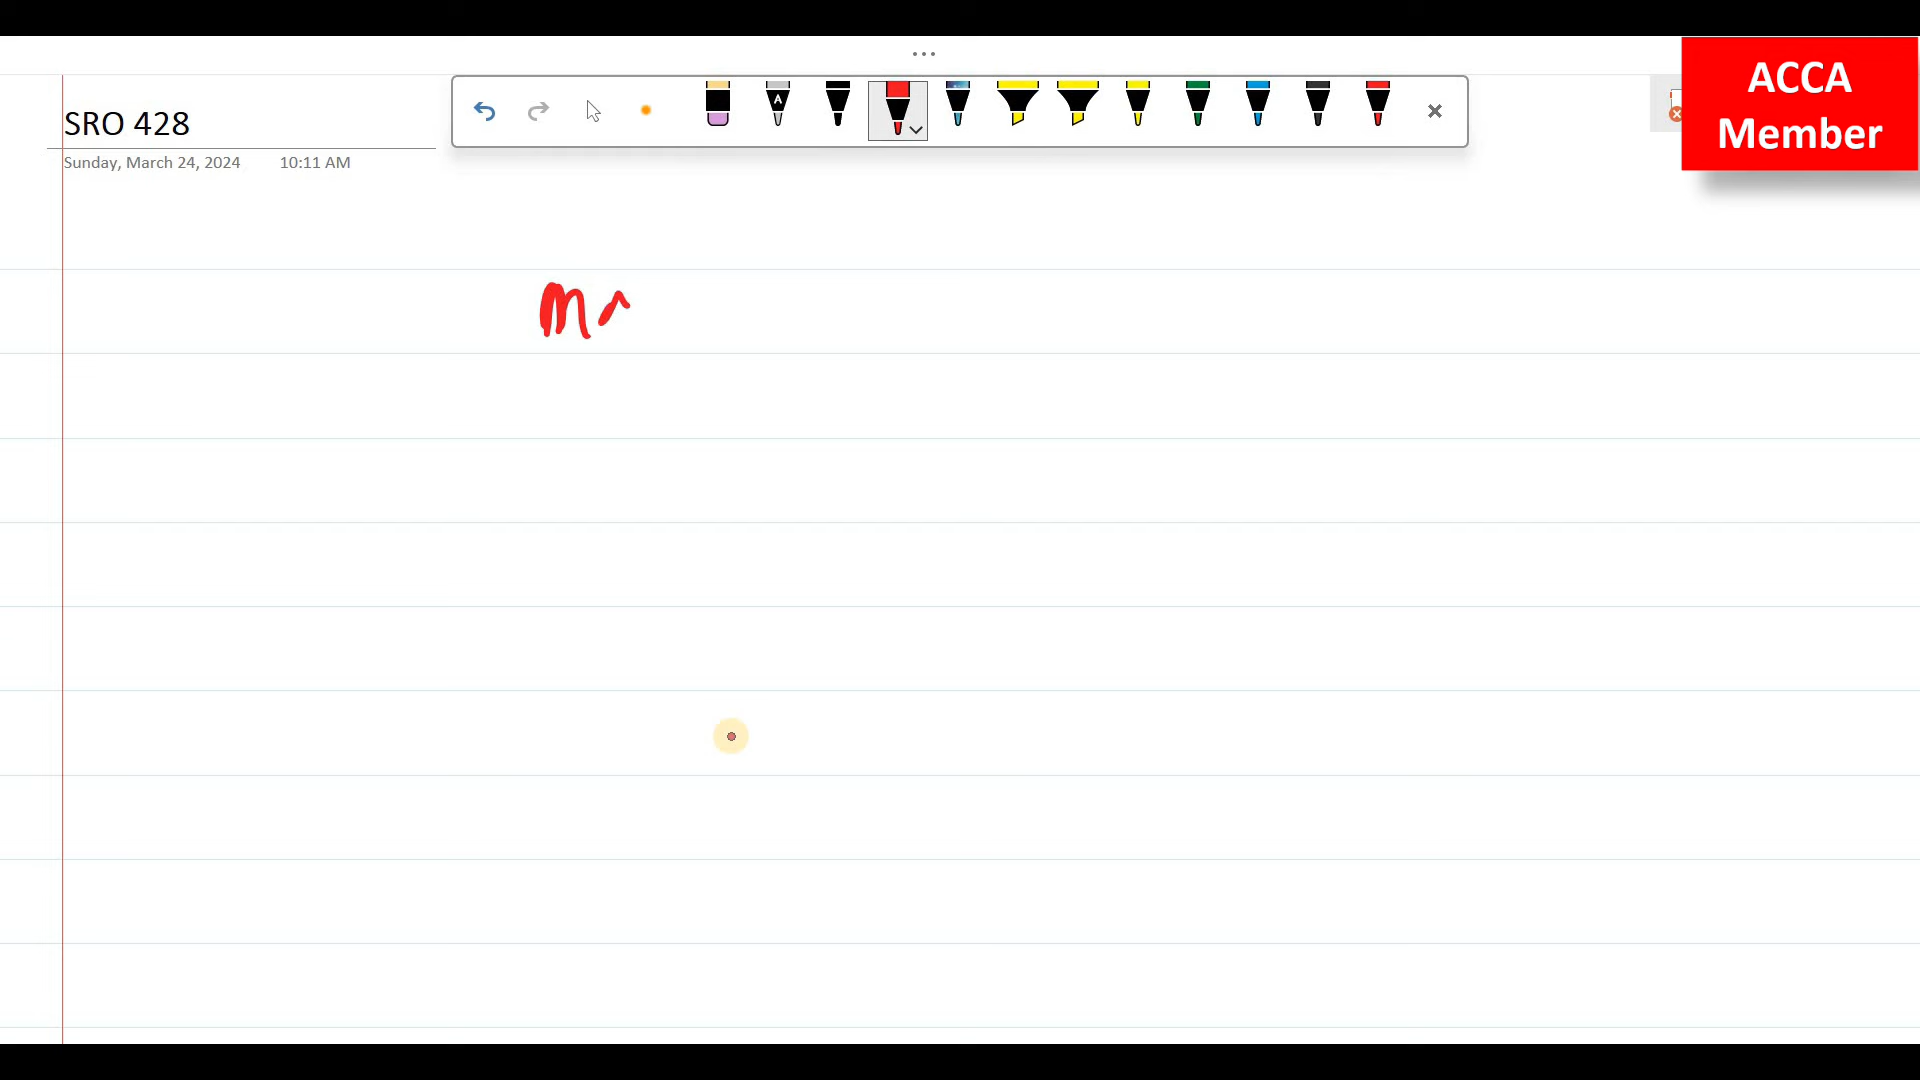 ACCA
Member
SRO 428
Sunday, March 24, 2024 10:11 AM
A